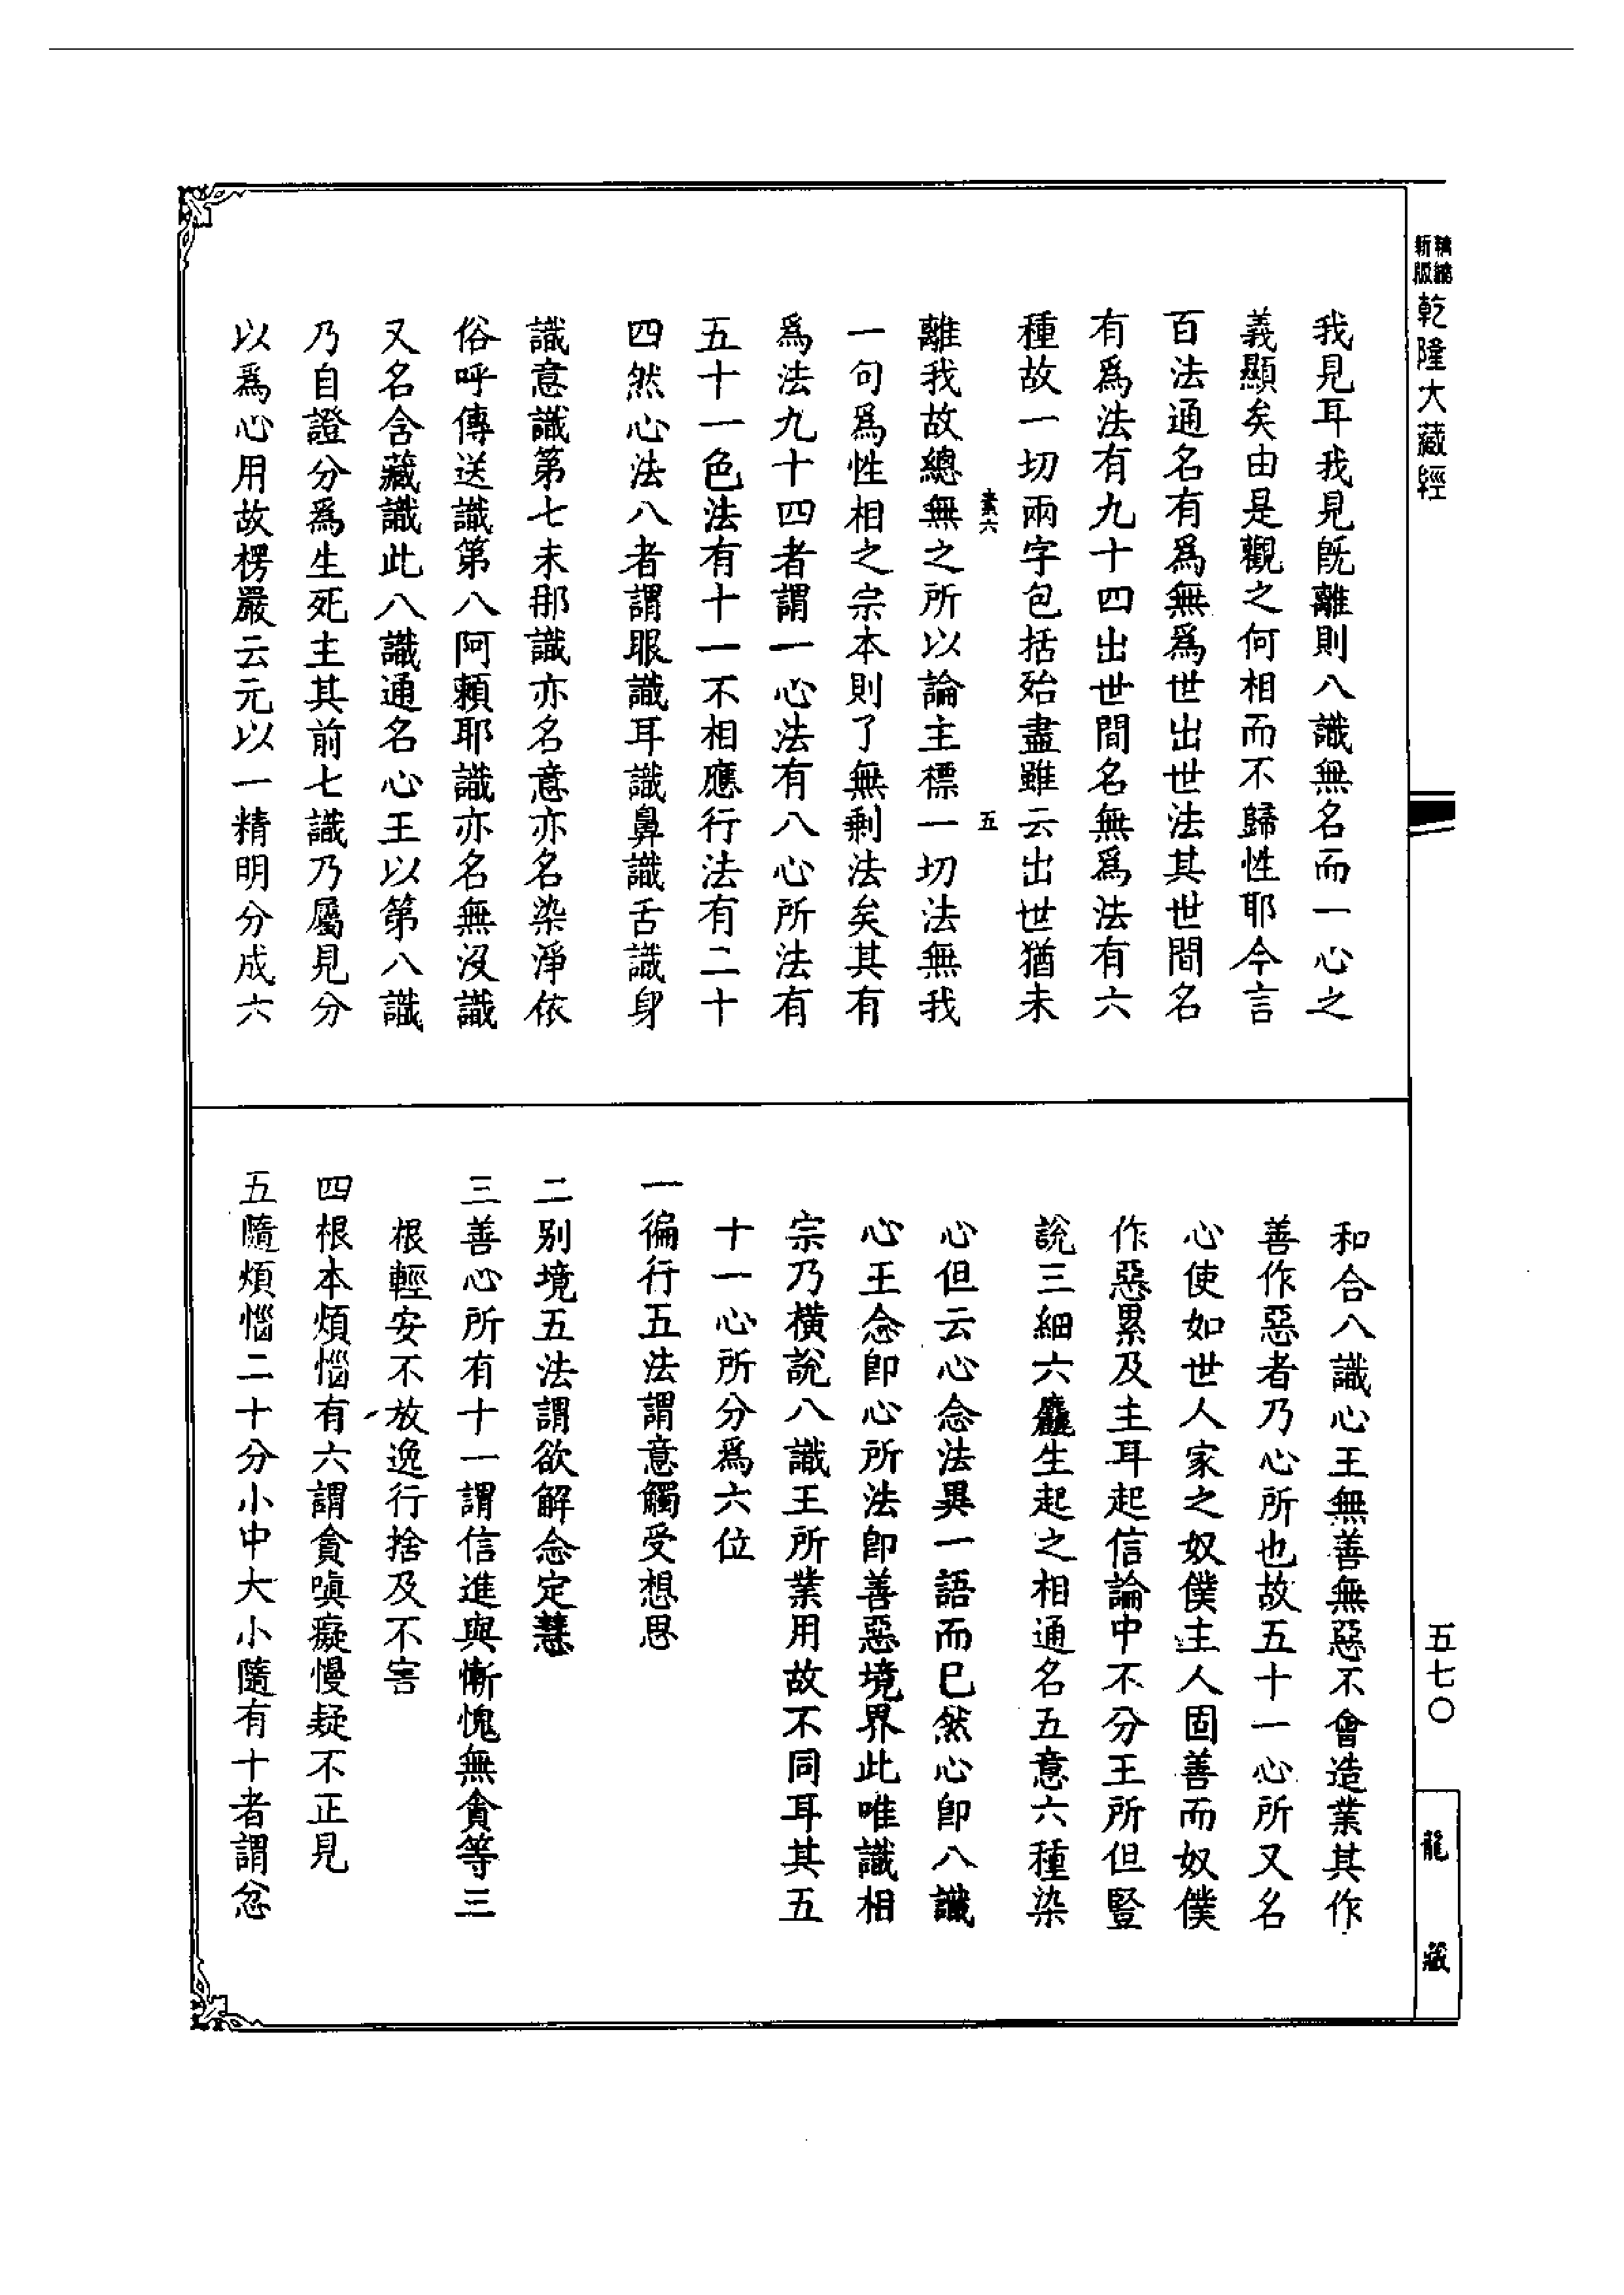 精縮新版乾隆大藏經
我見耳我見旣離則八識無名而一心之
義顯矣由是觀之何相而不歸性耶今言
百法通名有爲無爲世出世法其世間名
有爲法有九十四出世間名無爲法有六
種故一切兩字包括殆盡雖云出世猶未
素六 五
離我故總無之所以論主標一切法無我
一句爲性相之宗本則了無剩法矣其有
爲法九十四者謂一心法有八心所法有
五十一色法有十一不相應行法有二十
四然心法八者謂眼識耳識鼻識舌識身
識意識第七末那識亦名意亦名染淨依
俗呼傳送識第八阿賴耶識亦名無沒識
又名含藏識此八識通名心王以第八識
乃自證分爲生死主其前七識乃屬見分
以爲心用故楞嚴云元以一精明分成六
和合八識心王無善無惡不會造業其作
善作惡者乃心所也故五十一心所又名
心使如世人家之奴僕主人固善而奴僕
作惡累及主耳起信論中不分王所但豎
說三細六麤生起之相通名五意六種染
心但云心念法異一語而已然心卽八識
心王念卽心所法卽善惡境界此唯識相
宗乃橫說八識王所業用故不同耳其五
十一心所分爲六位
一徧行五法謂意觸受想思
二别境五法謂欲解念定慧
三善心所有十一謂信進與慚愧無貪等三
根輕安不放逸行捨及不害
四根本煩惱有六謂貪嗔癡慢疑不正見
五隨煩惱二十分小中大小隨有十者謂忿
五七〇
龍藏